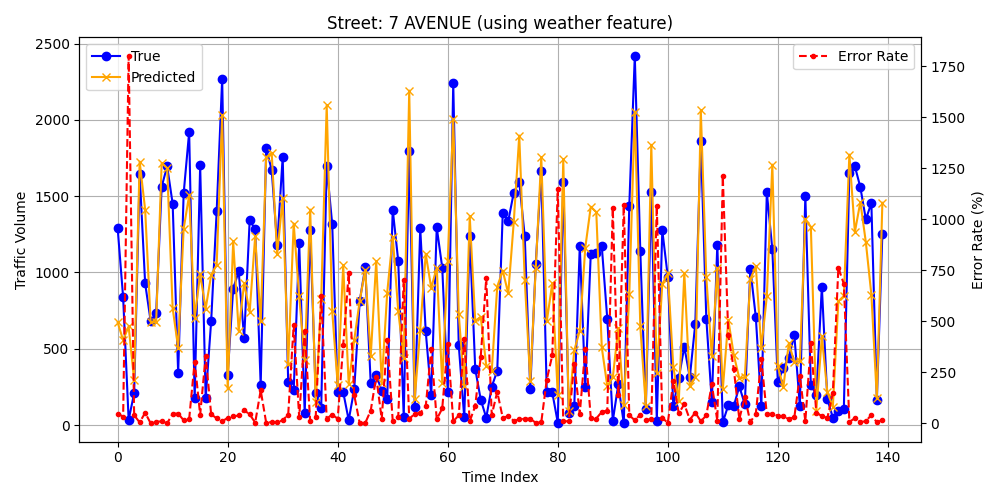 Street: 7 AVENUE (using weather feature)
True
Predicted
Error Rate
Traffic Volume
2500
2000
1500
1000
500
0
Error Rate (%)
1750
1500
1250
1000
750
500
250
0
0 20 40 60 80 100 120 140
Time Index